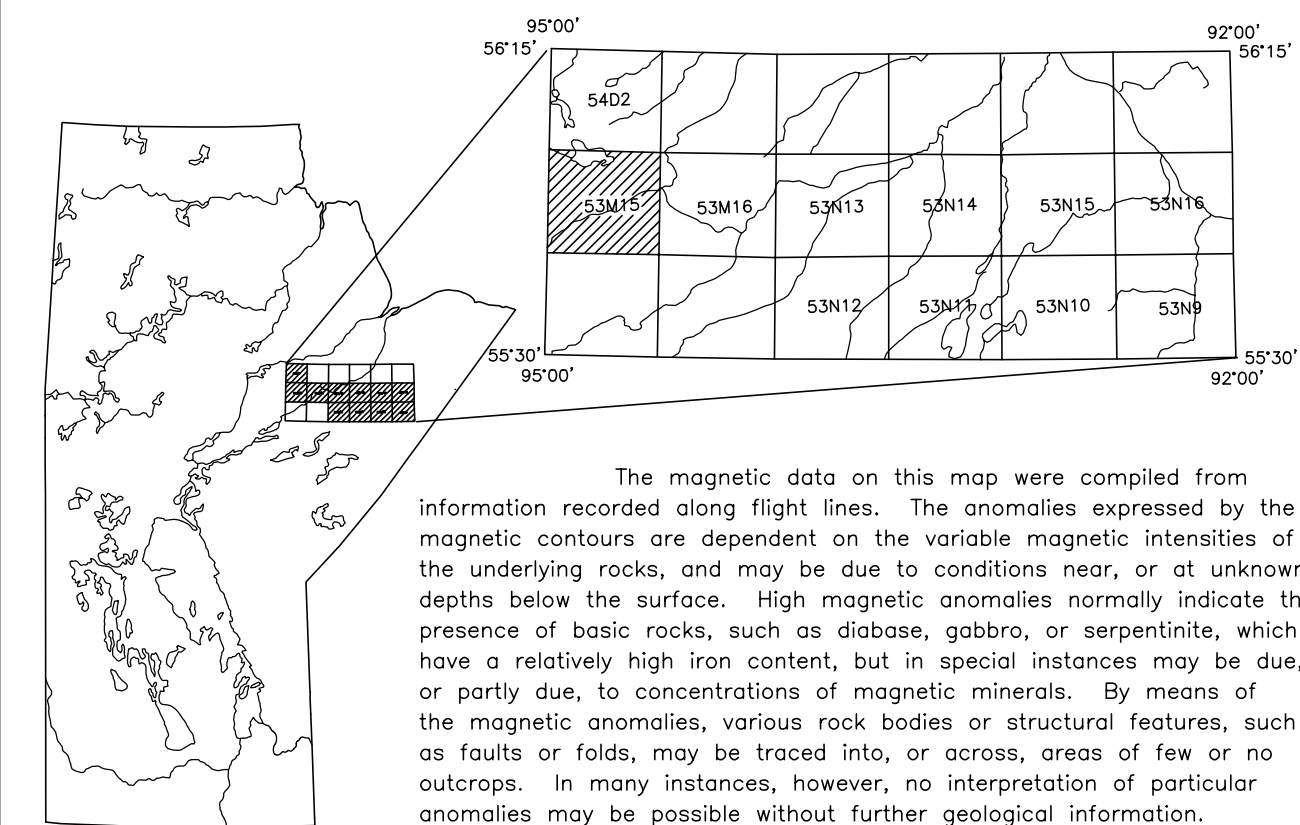 95°00'
92°00'
56°15'
56°15'
54D2
53M15
53M16
53N13
53N14
53N15
53N16
53N12
53N11
53N10
53N9
55°30'
55°30'
95°00'
92°00'
The magnetic data on this map were compiled from
information recorded along flight lines. The anomalies expressed by the
magnetic contours are dependent on the variable magnetic intensities of
the underlying rocks, and may be due to conditions near, or at unknown
depths below the surface. High magnetic anomalies normally indicate th
presence of basic rocks, such as diabase, gabbro, or serpentinite, which
have a relatively high iron content, but in special instances may be due,
or partly due, to concentrations of magnetic minerals. By means of
the magnetic anomalies, various rock bodies or structural features, such
as faults or folds, may be traced into, or across, areas of few or no
outcrops. In many instances, however, no interpretation of particular
anomalies may be possible without further geological information.